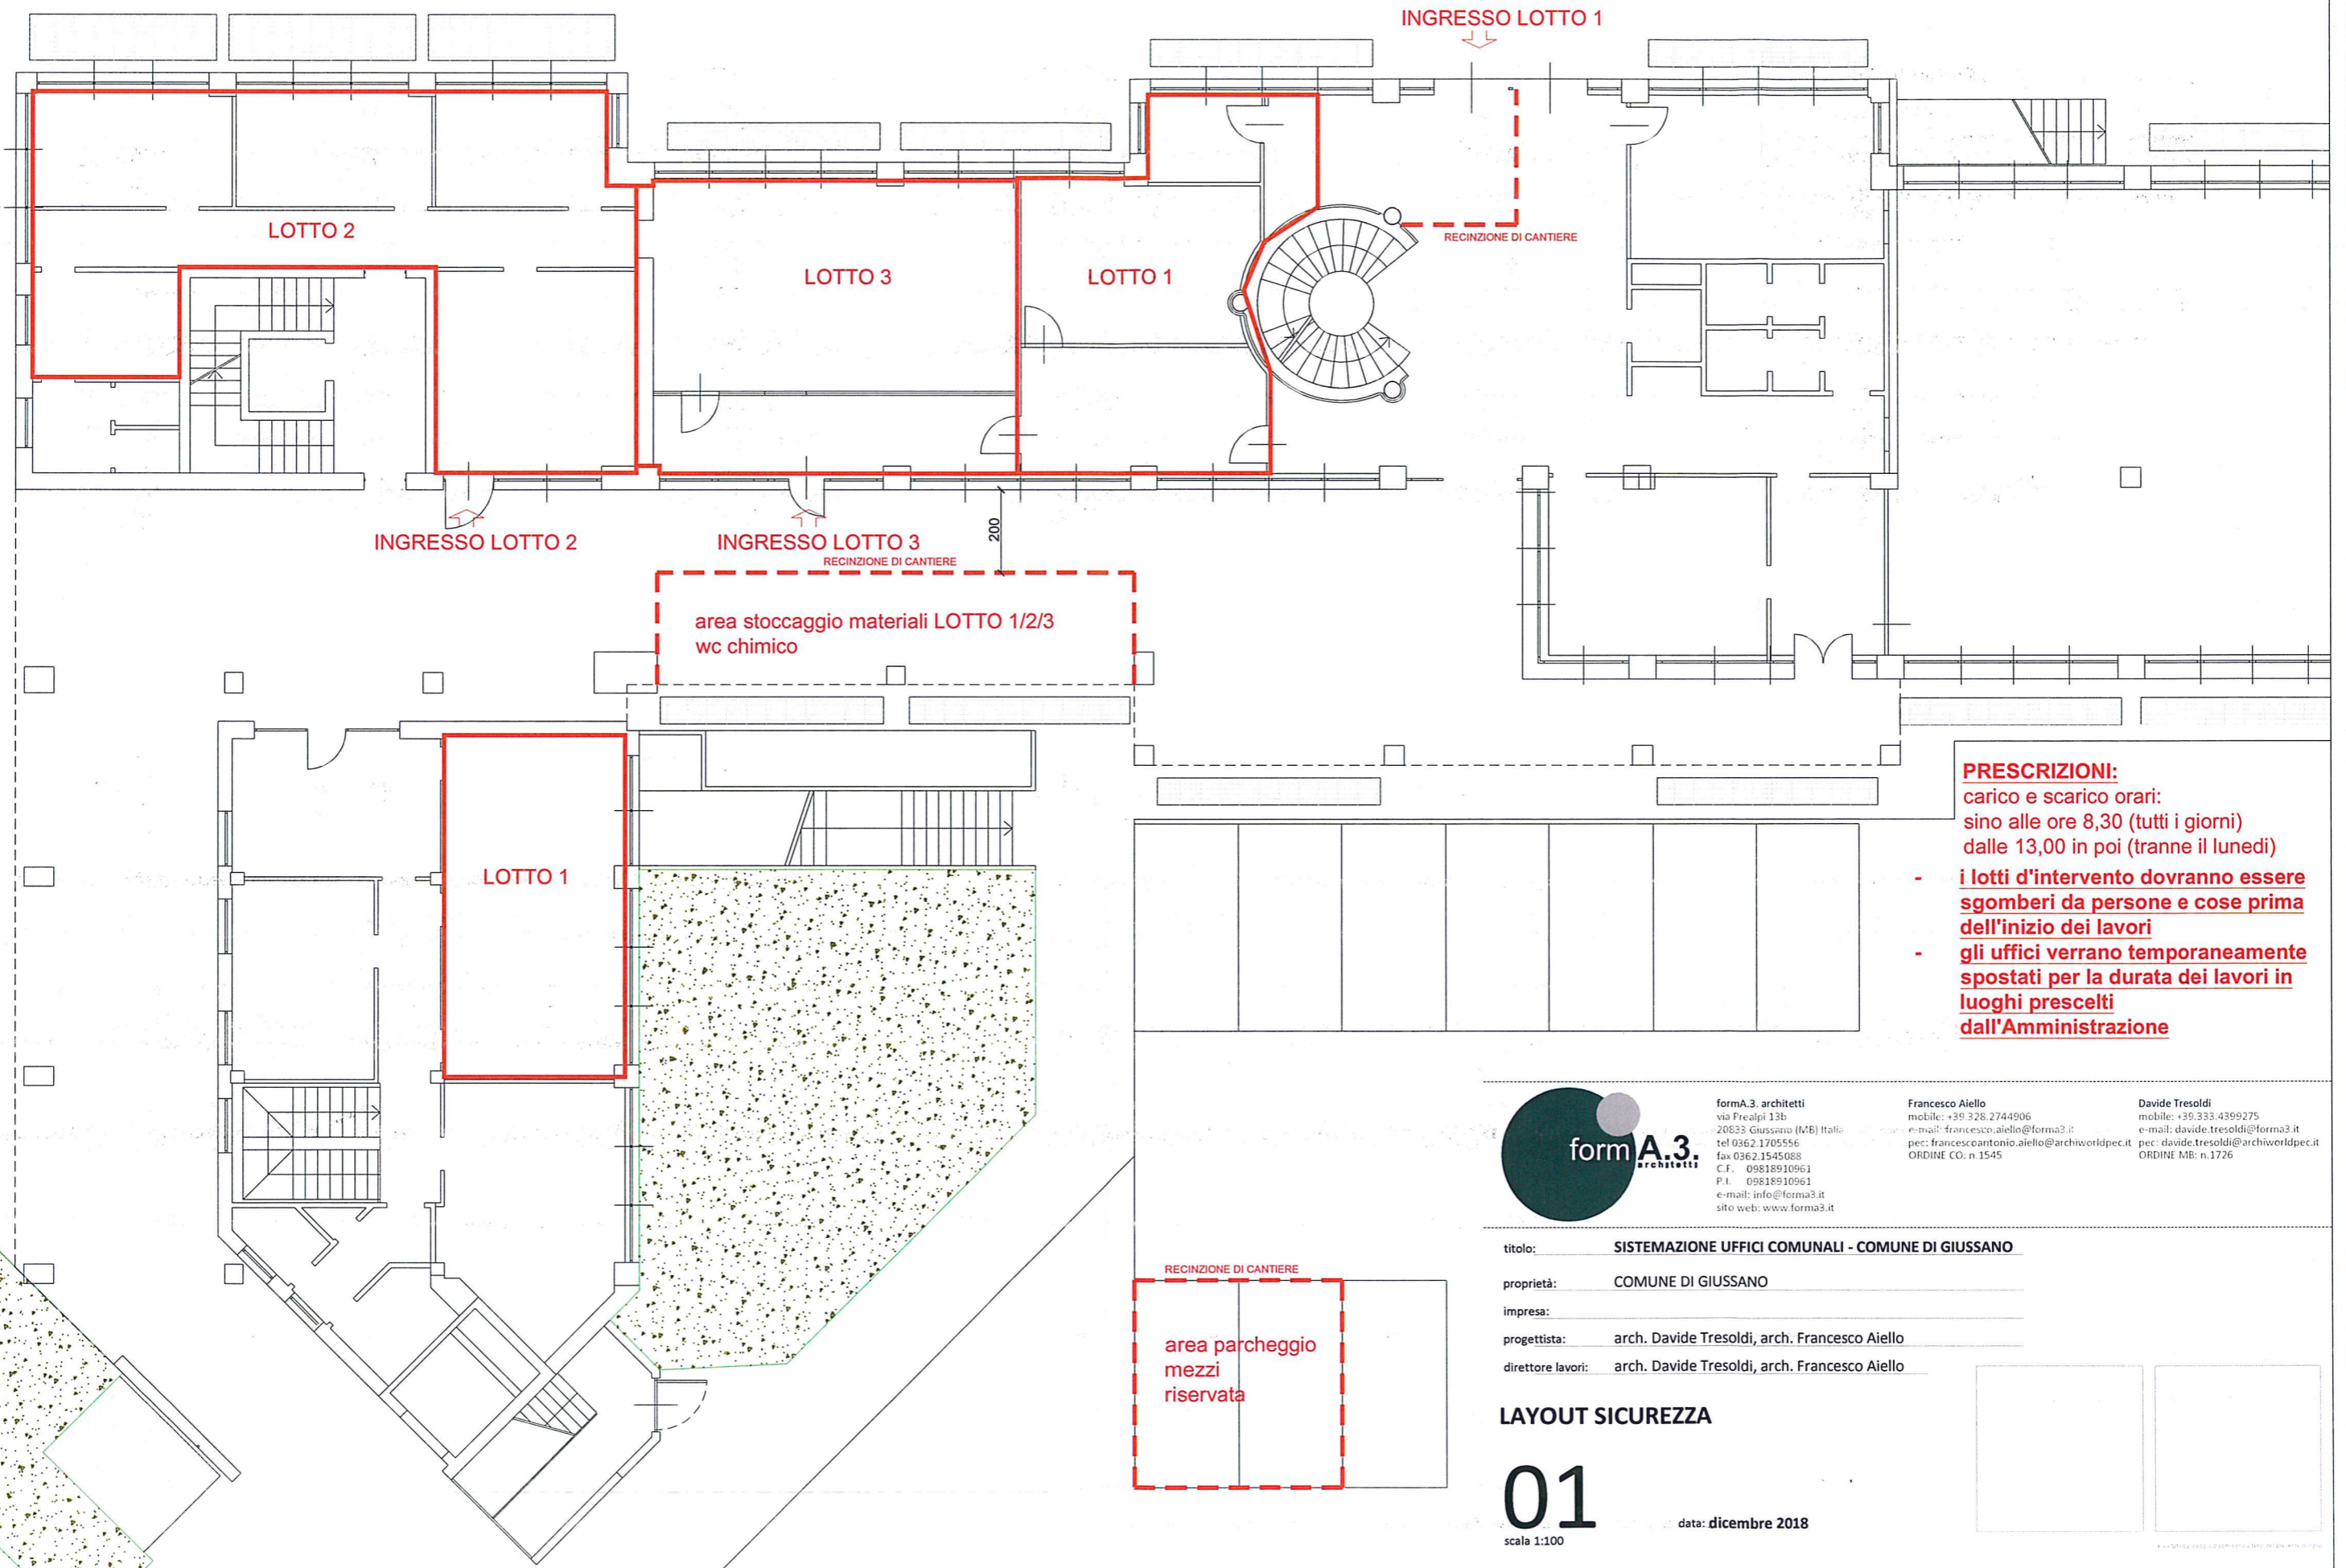 INGRESSO LOTTO 1
LOTTO 2
RECINZIONE DI CANTIERE
LOTTO 3
LOTTO 1
INGRESSO LOTTO 2
INGRESSO LOTTO 3
200
RECINZIONE DI CANTIERE
area stoccaggio materiali LOTTO 1/2/3
wc chimico
LOTTO 1
PRESCRIZIONI:
carico e scarico orari:
sino alle ore 8,30 (tutti i giorni)
dalle 13,00 in poi (tranne il lunedi)
- i lotti d'intervento dovranno essere
sgomberi da persone e cose prima
dell'inizio dei lavori
- gli uffici verrano temporaneamente
spostati per la durata dei lavori in
luoghi prescelti
dall'Amministrazione
form A.3.
architetti
formA.3. architetti
via Prealpi 13b
20833 Giussano (MB) Italia
tel 0362.1705556
fax 0362.1545088
C.F. 09818910961
P.I. 09818910961
e-mail: info@forma3.it
sito web: www.forma3.it
Francesco Aiello
mobile: +39.328.2744906
e-mail: francesco.aiello@forma3.it
pec: francescoantonio.aiello@archiworldpec.it
ORDINE CO: n.1545
Davide Tresoldi
mobile: +39.333.4399275
e-mail: davide.tresoldi@forma3.it
pec: davide.tresoldi@archiworldpec.it
ORDINE MB: n.1726
RECINZIONE DI CANTIERE
area parcheggio
mezzi
riservata
titolo: SISTEMAZIONE UFFICI COMUNALI - COMUNE DI GIUSSANO
proprietà: COMUNE DI GIUSSANO
impresa:
progettista: arch. Davide Tresoldi, arch. Francesco Aiello
direttore lavori: arch. Davide Tresoldi, arch. Francesco Aiello
LAYOUT SICUREZZA
01
scala 1:100
data: dicembre 2018